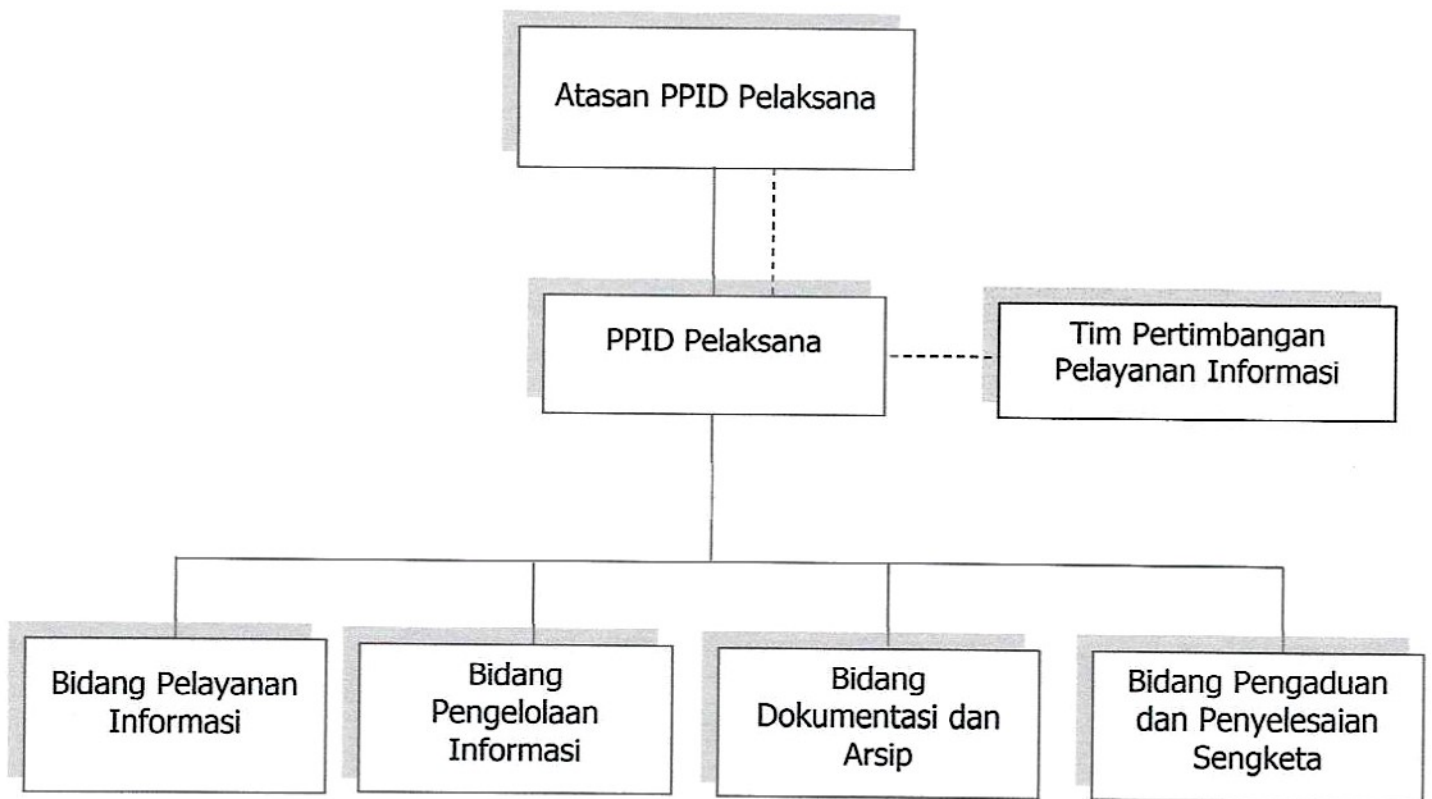 Atasan PPID Pelaksana
PPID Pelaksana
Tim Pertimbangan
Pelayanan Informasi
Bidang Pelayanan
Informasi
Bidang
Pengelolaan
Informasi
Bidang
Dokumentasi dan
Arsip
Bidang Pengaduan
dan Penyelesaian
Sengketa